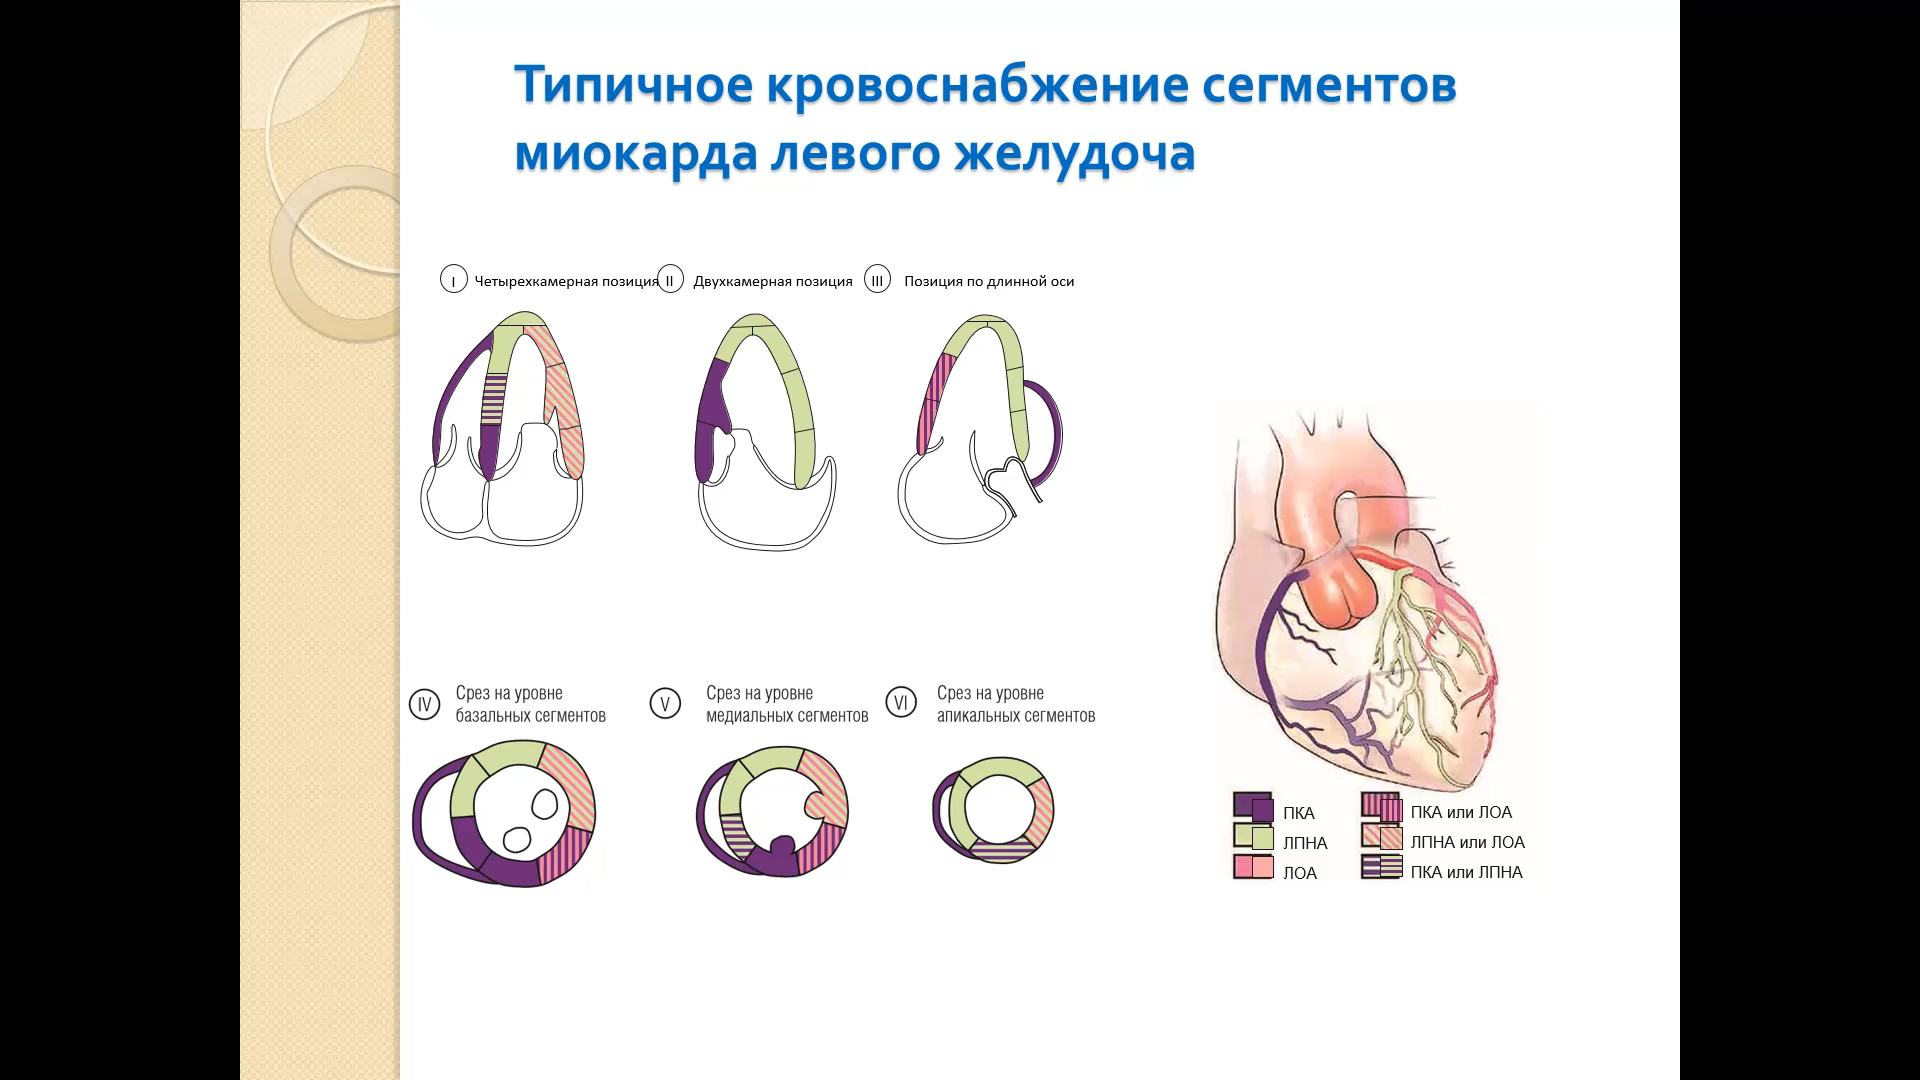 Типичное кровоснабжение сегментов
миокарда левого желудоча
I Четырехкамерная позиция
II Двухкамерная позиция
III Позиция по длинной оси
IV Срез на уровне
базальных сегментов
V Срез на уровне
медиальных сегментов
VI Срез на уровне
апикальных сегментов
ПКА
ЛПНА
ЛОА
ПКА или ЛОА
ЛПНА или ЛОА
ПКА или ЛПНА